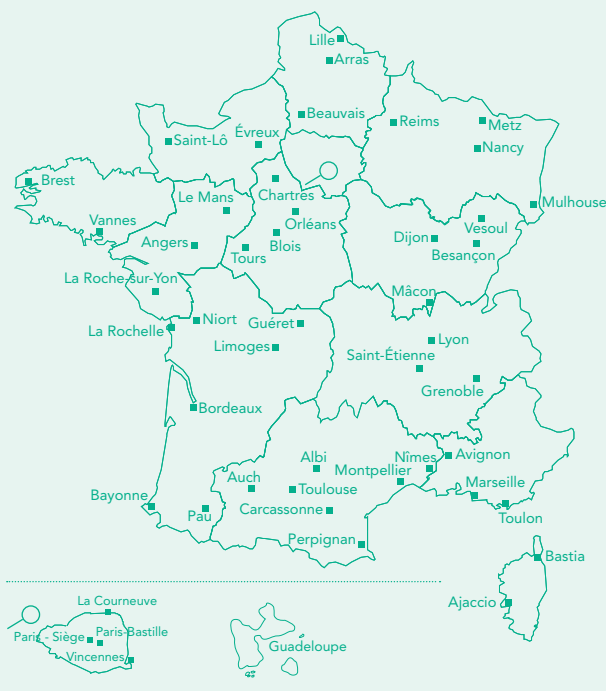 Lille
Arras
Beauvais
Reims
Metz
Saint-Lô
Évreux
Nancy
Brest
Chartres
Le Mans
Mulhouse
Vannes
Orléans
Vesoul
Angers
Blois
Dijon
Tours
Besançon
La Roche-sur-Yon
Mâcon
La Rochelle
Niort
Guéret
Lyon
Limoges
Saint-Étienne
Grenoble
Bordeaux
Albi
Nîmes
Avignon
Auch
Montpellier
Marseille
Bayonne
Toulouse
Pau
Carcassonne
Toulon
Perpignan
Bastia
Ajaccio
La Courneuve
Paris - Siège
Paris-Bastille
Vincennes
Guadeloupe